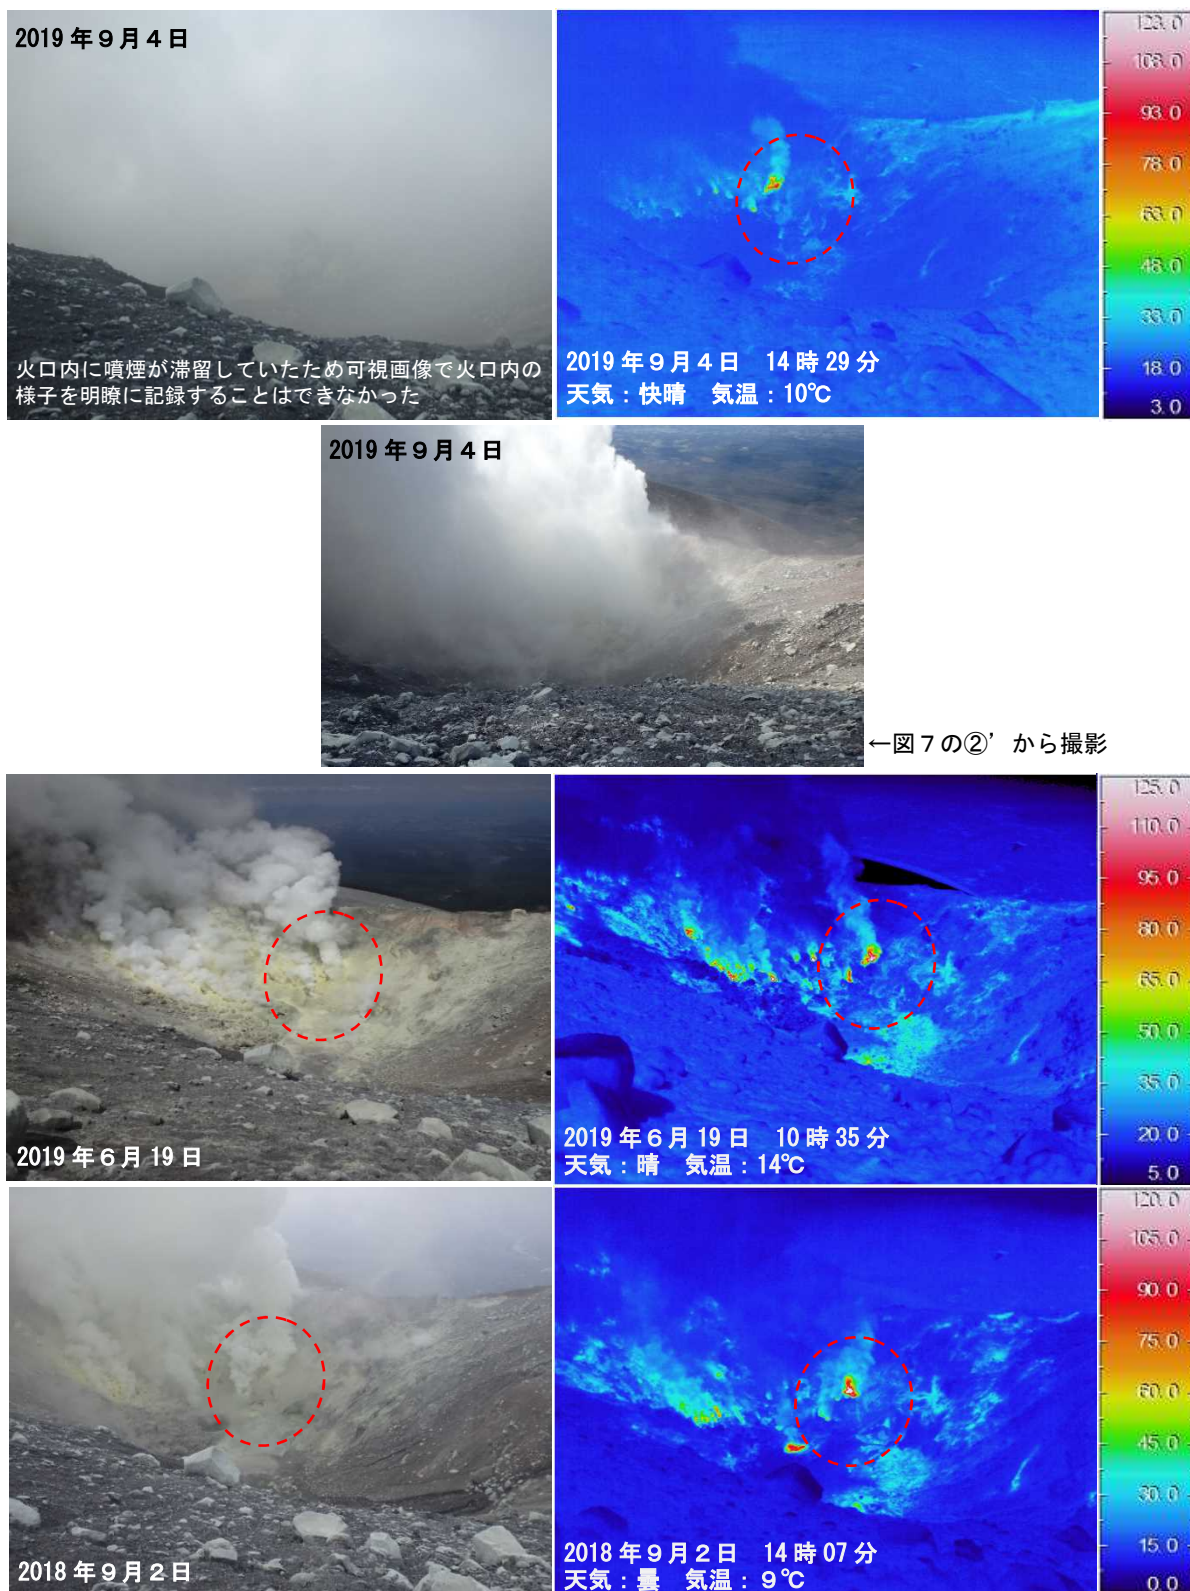 2019年9月4日
火口内に噴煙が滞留していたため可視画像で火口内の
様子を明瞭に記録することはできなかった
2019年9月4日 14時29分
天気：快晴 気温：10℃
123.0
108.0
93.0
78.0
63.0
48.0
33.0
18.0
3.0
2019年9月4日
←図7の②’から撮影
2019年6月19日
2019年6月19日 10時35分
天気：晴 気温：14℃
125.0
110.0
95.0
80.0
65.0
50.0
35.0
20.0
5.0
2018年9月2日
2018年9月2日 14時07分
天気：曇 気温：9℃
120.0
105.0
90.0
75.0
60.0
45.0
30.0
15.0
0.0